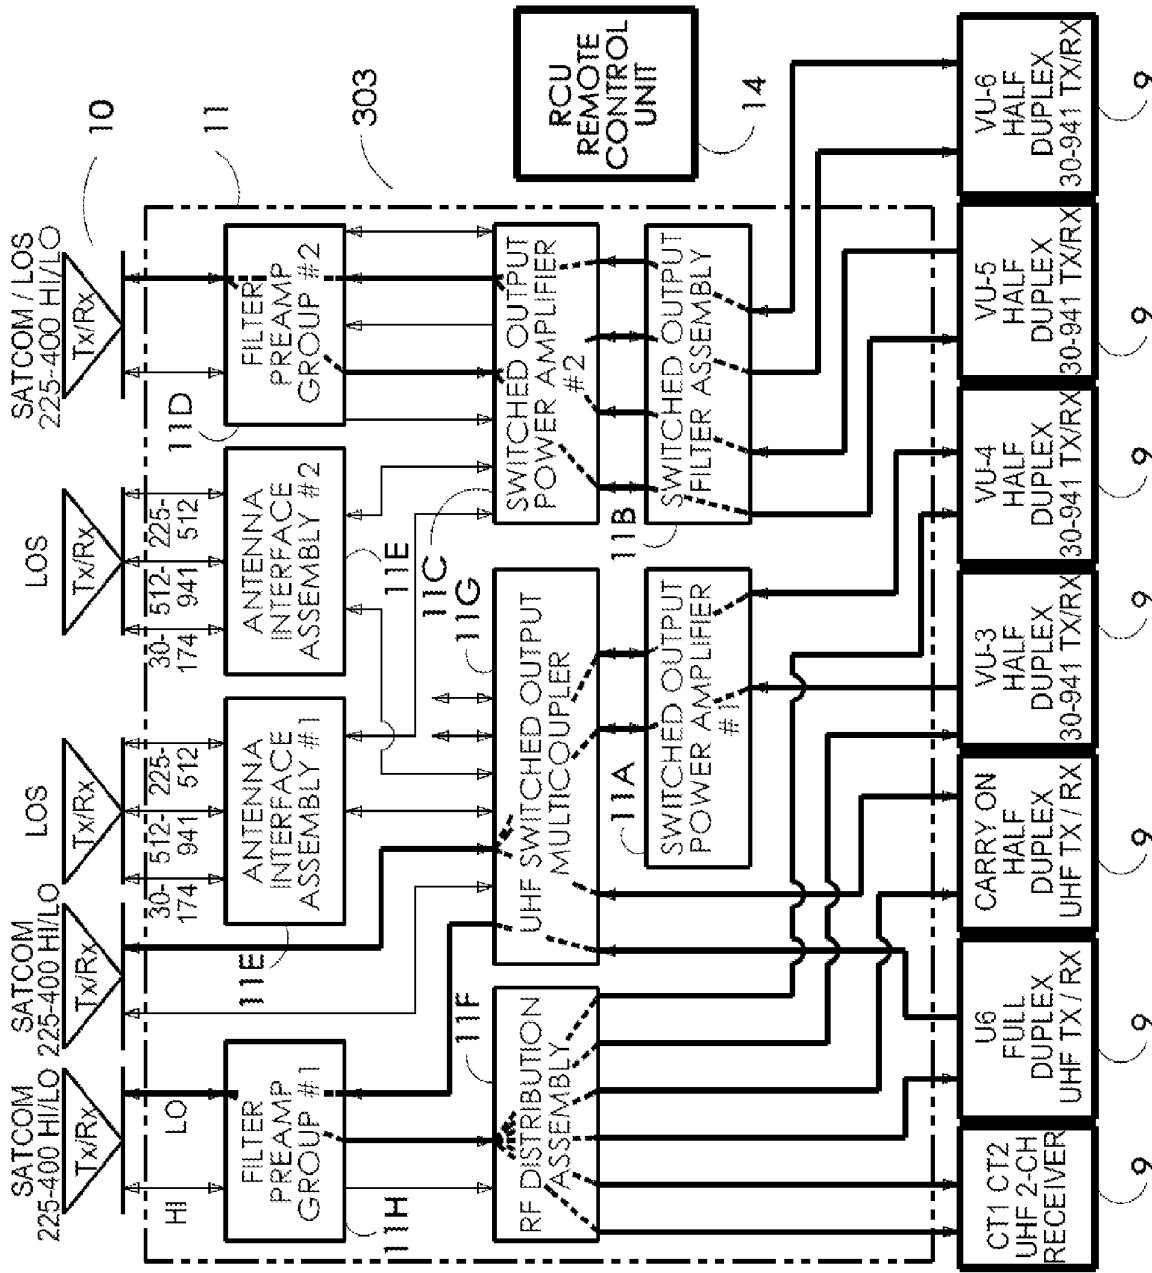 SATCOM
225-400 HI/LO
Tx/Rx
SATCOM
225-400 HI/LO
Tx/Rx
LOS
Tx/Rx
LOS
Tx/Rx
SATCOM / LOS
225-400 HI/LO
Tx/Rx
10
HI
LO
30-
174
512-
941
225-
512
30-
174
512-
941
225-
512
11
303
FILTER
PREAMP
GROUP #1
11H
ANTENNA
INTERFACE
ASSEMBLY #1
11E
ANTENNA
INTERFACE
ASSEMBLY #2
11E
FILTER
PREAMP
GROUP #2
11D
RF DISTRIBUTION
ASSEMBLY
11F
UHF SWITCHED OUTPUT
MULTICOUPLER
11G
SWITCHED OUTPUT
POWER AMPLIFIER
#2
11C
SWITCHED OUTPUT
POWER AMPLIFIER
#1
11A
SWITCHED OUTPUT
FILTER ASSEMBLY
11B
RCU
REMOTE
CONTROL
UNIT
14
CT1 CT2
UHF 2-CH
RECEIVER
9
U6
FULL
DUPLEX
UHF TX / RX
9
CARRY ON
HALF
DUPLEX
UHF TX / RX
9
VU-3
HALF
DUPLEX
30-941 TX/RX
9
VU-4
HALF
DUPLEX
30-941 TX/RX
9
VU-5
HALF
DUPLEX
30-941 TX/RX
9
VU-6
HALF
DUPLEX
30-941 TX/RX
9